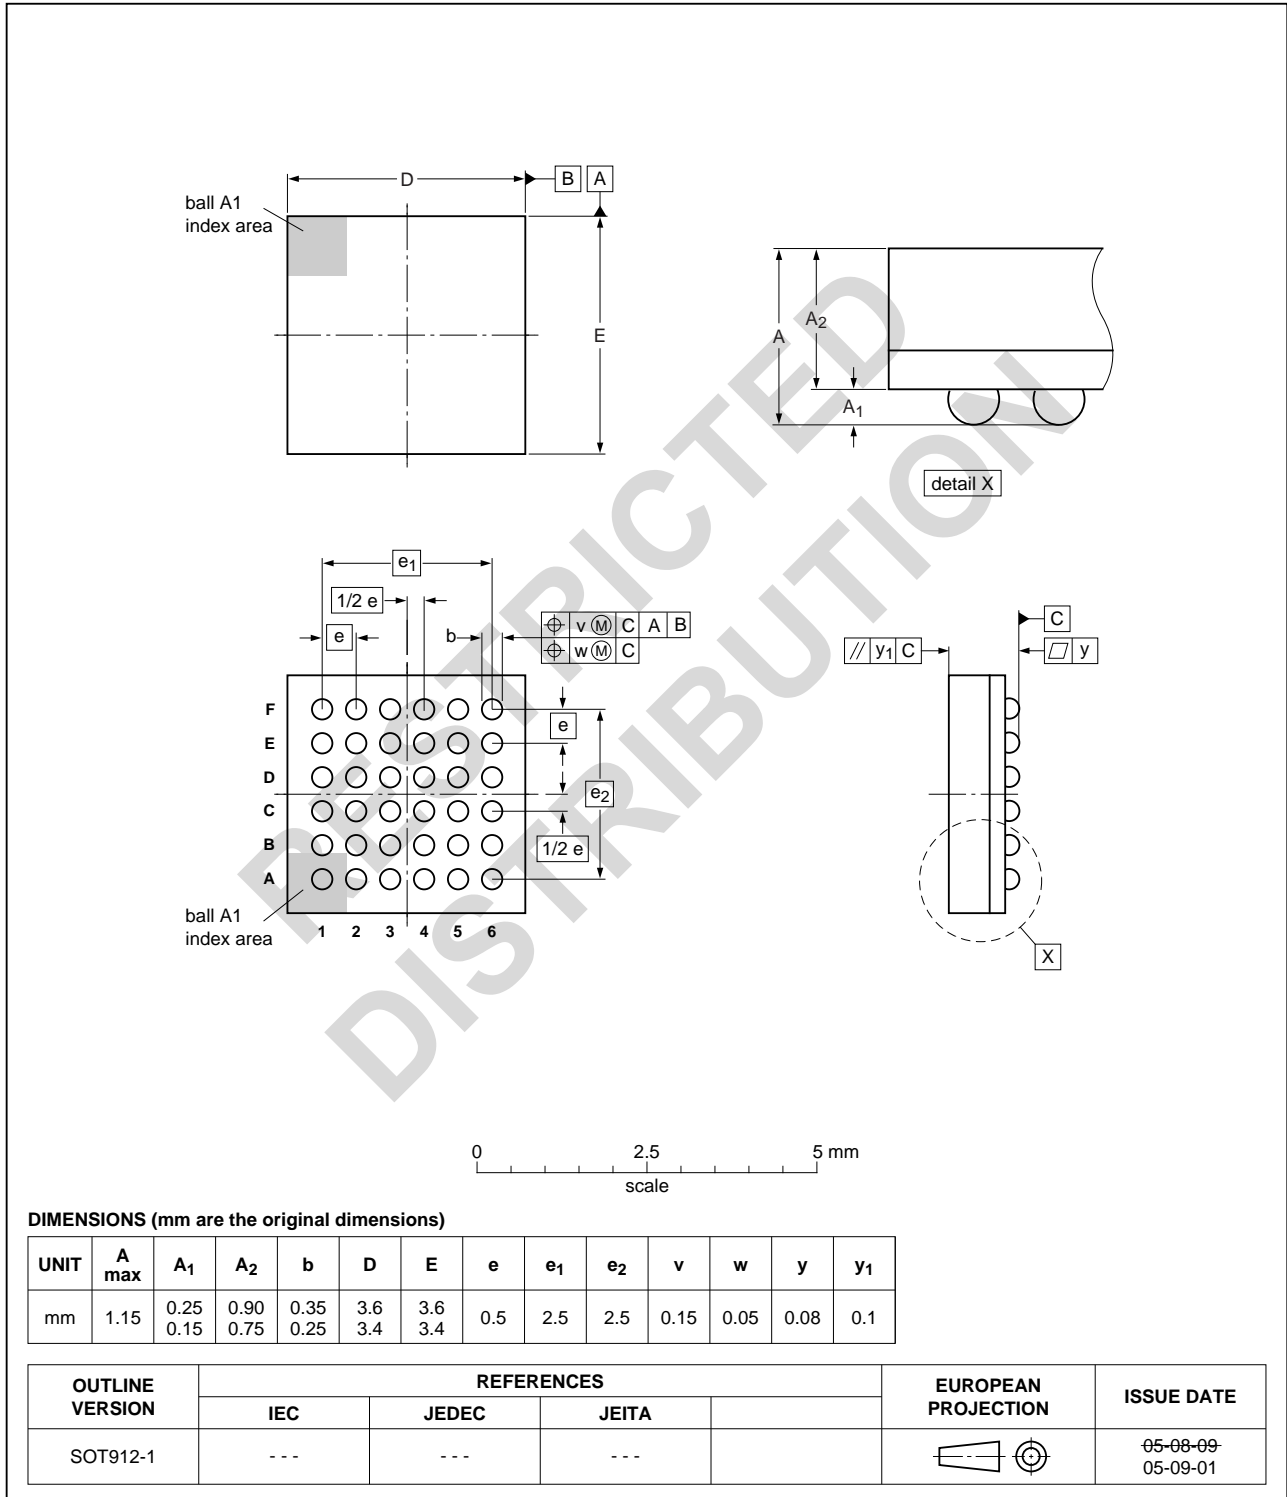 D
B A
ball A1
index area
E
A
A2
A1
detail X
RESTRICTED
DISTRIBUTION
e1
1/2 e
e
b
v M C A B
w M C
e
e2
1/2 e
F
E
D
C
B
A
ball A1
index area
1 2 3 4 5 6
C
// y1 C
y
X
0 2.5 5 mm
scale
DIMENSIONS (mm are the original dimensions)
UNIT A max A1 A2 b D E e e1 e2 v w y y1
mm 1.15 0.25 0.15 0.90 0.75 0.35 0.25 3.6 3.4 3.6 3.4 0.5 2.5 2.5 0.15 0.05 0.08 0.1
OUTLINE VERSION REFERENCES EUROPEAN PROJECTION ISSUE DATE
IEC JEDEC JEITA
SOT912-1 - - - - - - - - - 05-08-09
05-09-01